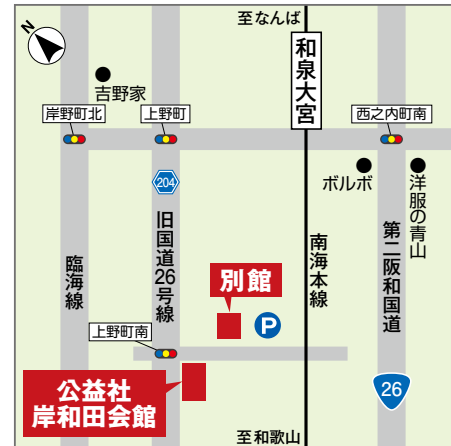 至なんば
N
和泉大宮
吉野家
岸野町北
上野町
西之内町南
204
ボルボ
洋服の青山
臨海線
旧国道26号線
南海本線
第二阪和国道
別館
P
上野町南
公益社
岸和田会館
26
至和歌山